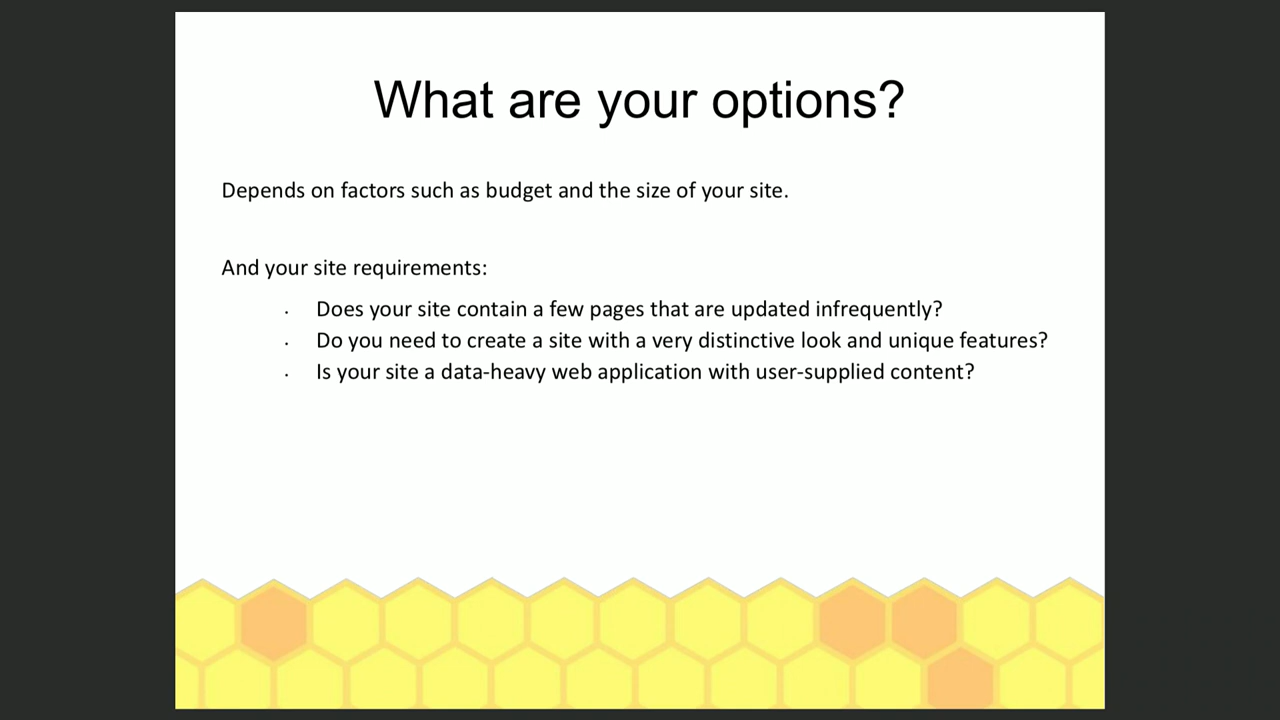 What are your options?
Depends on factors such as budget and the size of your site.
And your site requirements:
· Does your site contain a few pages that are updated infrequently?
· Do you need to create a site with a very distinctive look and unique features?
· Is your site a data-heavy web application with user-supplied content?